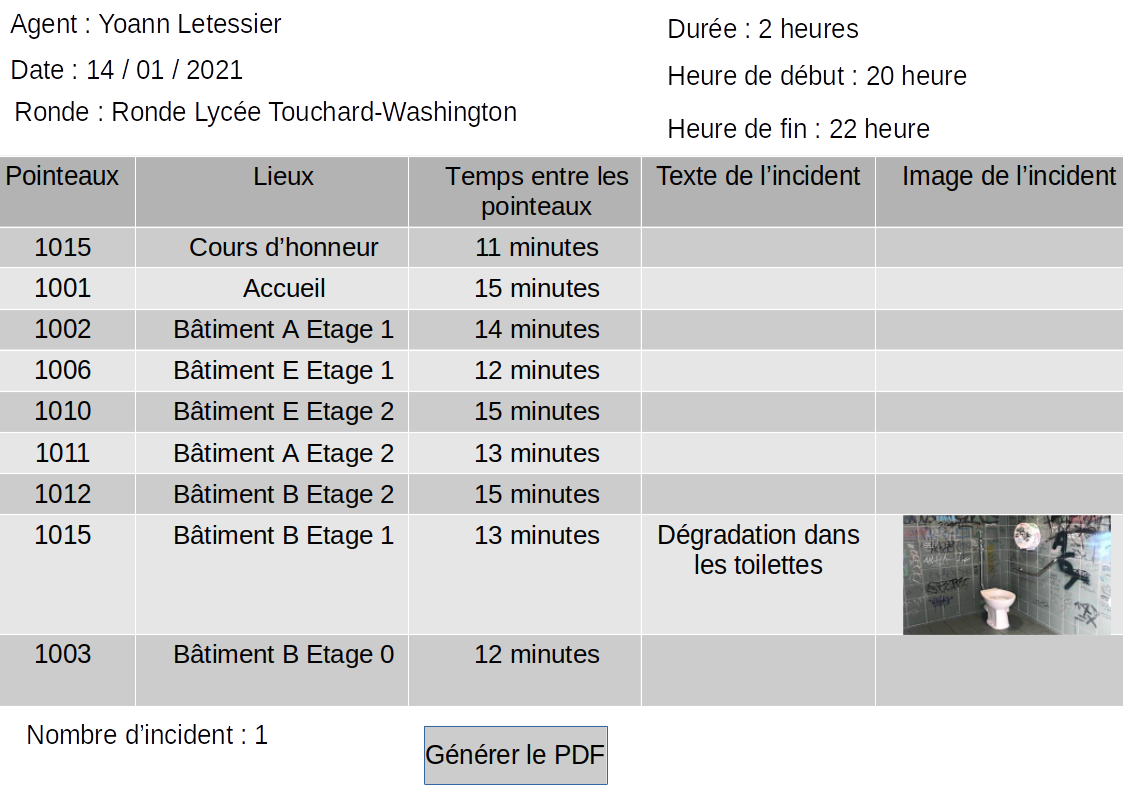 Agent : Yoann Letessier
Date : 14 / 01 / 2021
Ronde : Ronde Lycée Touchard-Washington
Durée : 2 heures
Heure de début : 20 heure
Heure de fin : 22 heure
Pointeaux Lieux Temps entre les pointeaux Texte de l’incident Image de l’incident
1015 Cours d’honneur 11 minutes
1001 Accueil 15 minutes
1002 Bâtiment A Etage 1 14 minutes
1006 Bâtiment E Etage 1 12 minutes
1010 Bâtiment E Etage 2 15 minutes
1011 Bâtiment A Etage 2 13 minutes
1012 Bâtiment B Etage 2 15 minutes
1015 Bâtiment B Etage 1 13 minutes Dégradation dans les toilettes
1003 Bâtiment B Etage 0 12 minutes
Nombre d’incident : 1
Générer le PDF